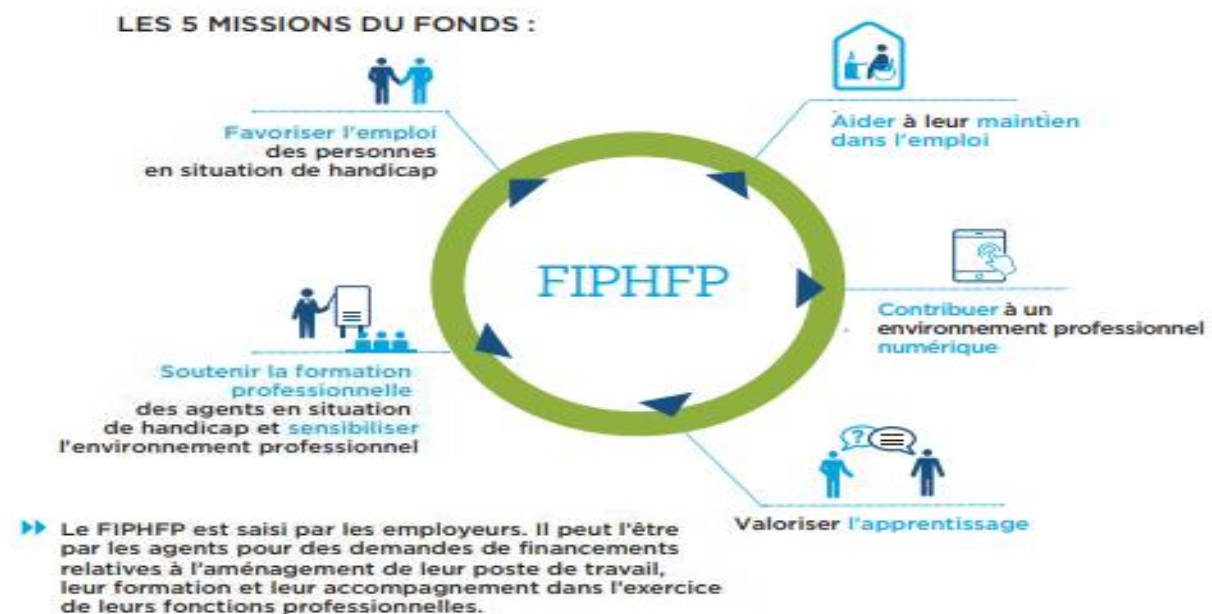 LES 5 MISSIONS DU FONDS :
Favoriser l'emploi
des personnes
en situation de handicap
Aider à leur maintien
dans l'emploi
FIPHFP
Contribuer à un
environnement professionnel
numérique
Soutenir la formation
professionnelle
des agents en situation
de handicap et sensibiliser
l'environnement professionnel
?
Valoriser l'apprentissage
Le FIPHFP est saisi par les employeurs. Il peut l'être
par les agents pour des demandes de financements
relatives à l'aménagement de leur poste de travail,
leur formation et leur accompagnement dans l'exercice
de leurs fonctions professionnelles.